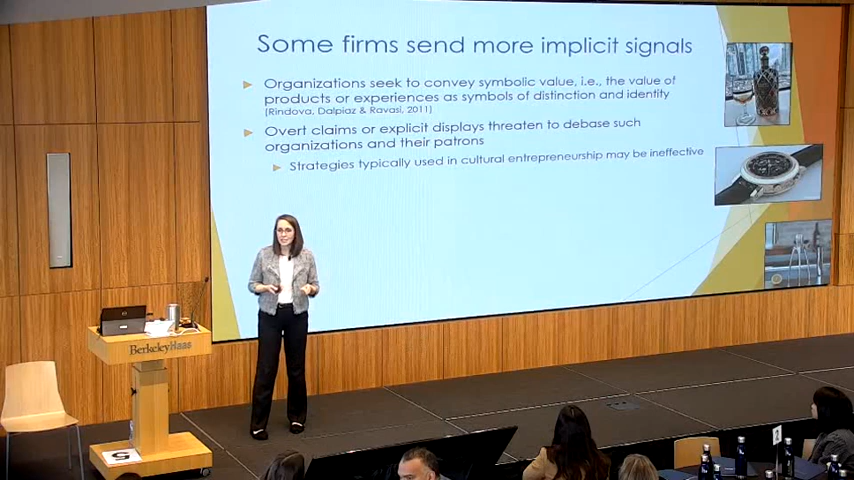 Some firms send more implicit signals
Organizations seek to convey symbolic value, i.e., the value of
products or experiences as symbols of distinction and identity
(Rindova, Dalpiaz & Ravasi, 2011)
Overt claims or explicit displays threaten to debase such
organizations and their patrons
Strategies typically used in cultural entrepreneurship may be ineffective
BerkeleyHaas
5
1